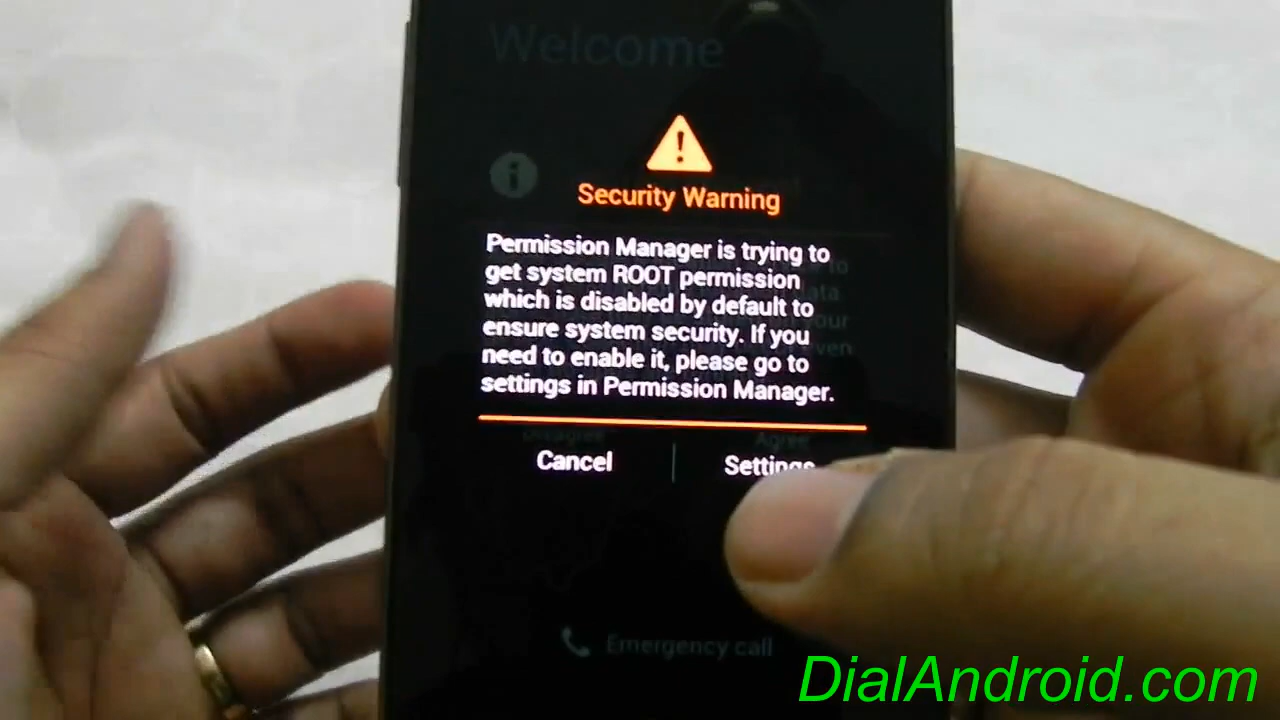 Welcome
Security Warning
Permission Manager is trying to
get system ROOT permission
which is disabled by default to
ensure system security. If you
need to enable it, please go to
settings in Permission Manager.
Disagree
Agree
Cancel
Settings
Emergency call
DialAndroid.com